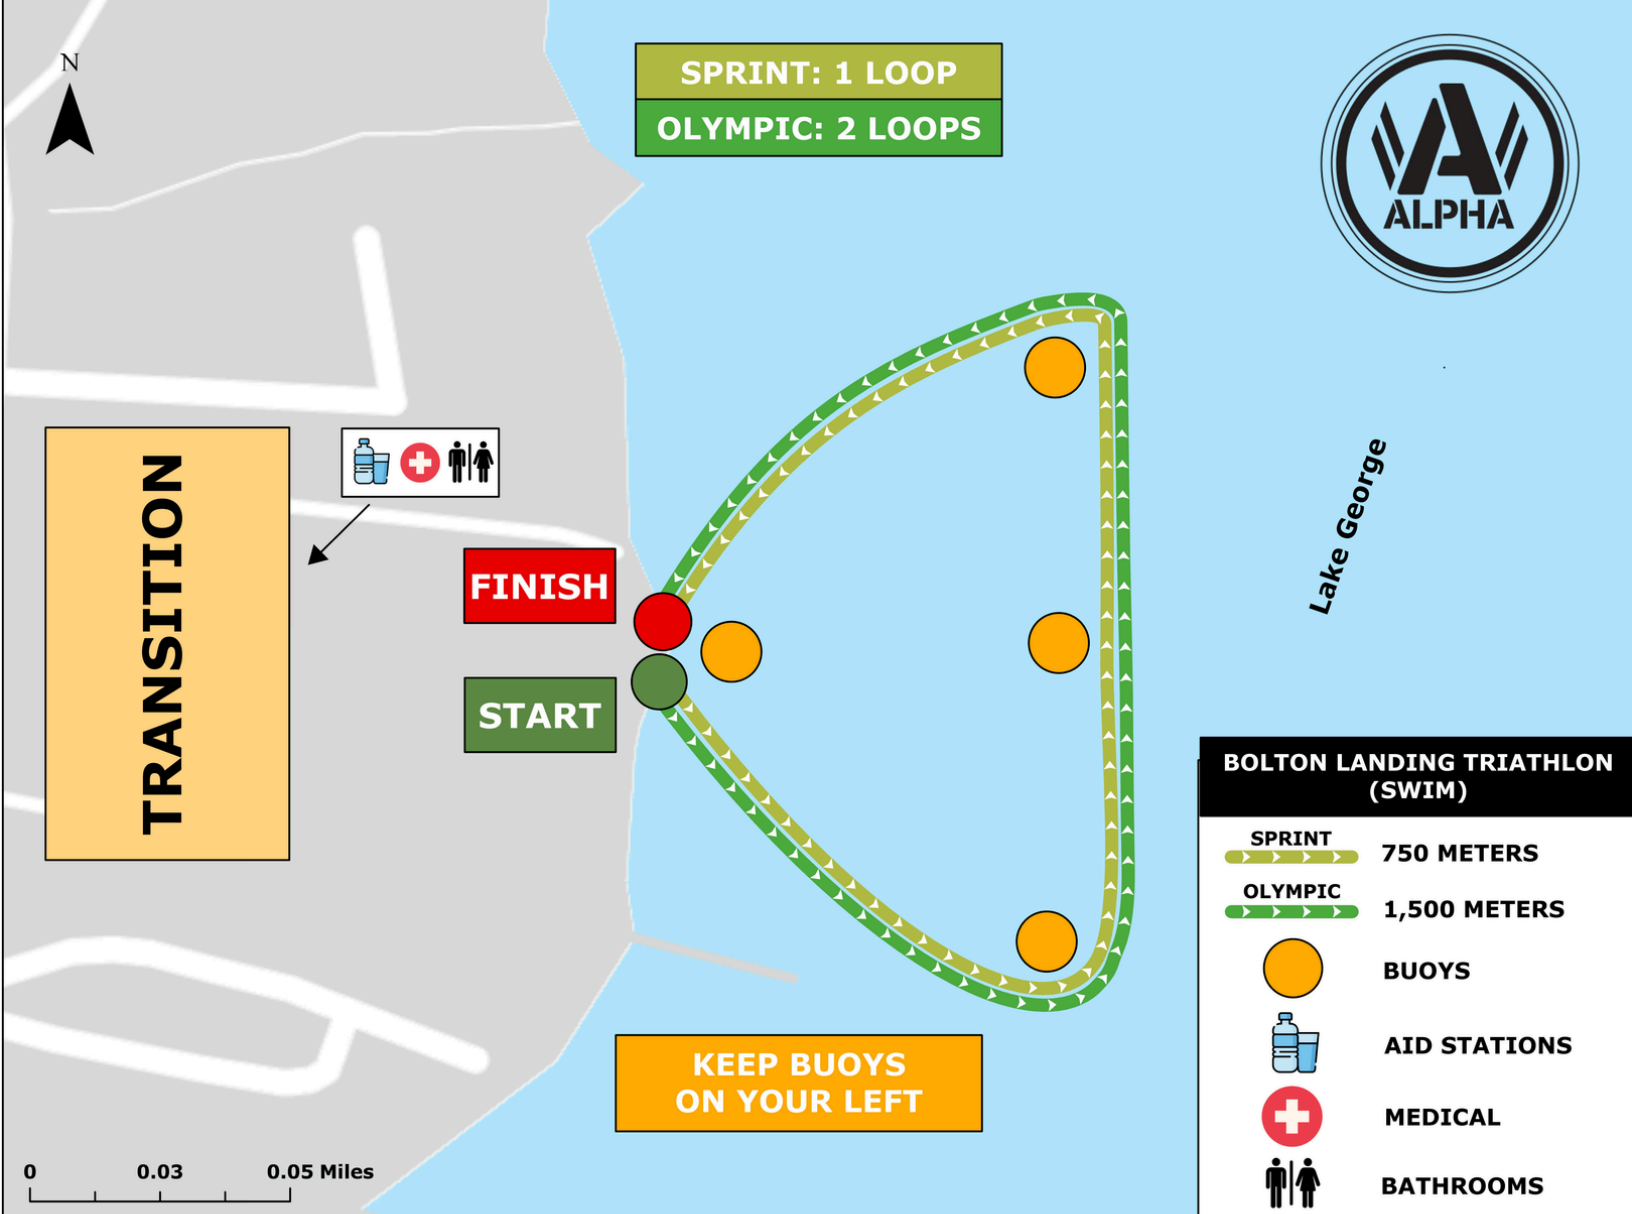 N
SPRINT: 1 LOOP
OLYMPIC: 2 LOOPS
ALPHA
TRANSITION
FINISH
START
Lake George
KEEP BUOYS
ON YOUR LEFT
0 0.03 0.05 Miles
BOLTON LANDING TRIATHLON
(SWIM)
SPRINT
750 METERS
OLYMPIC
1,500 METERS
BUOYS
AID STATIONS
MEDICAL
BATHROOMS